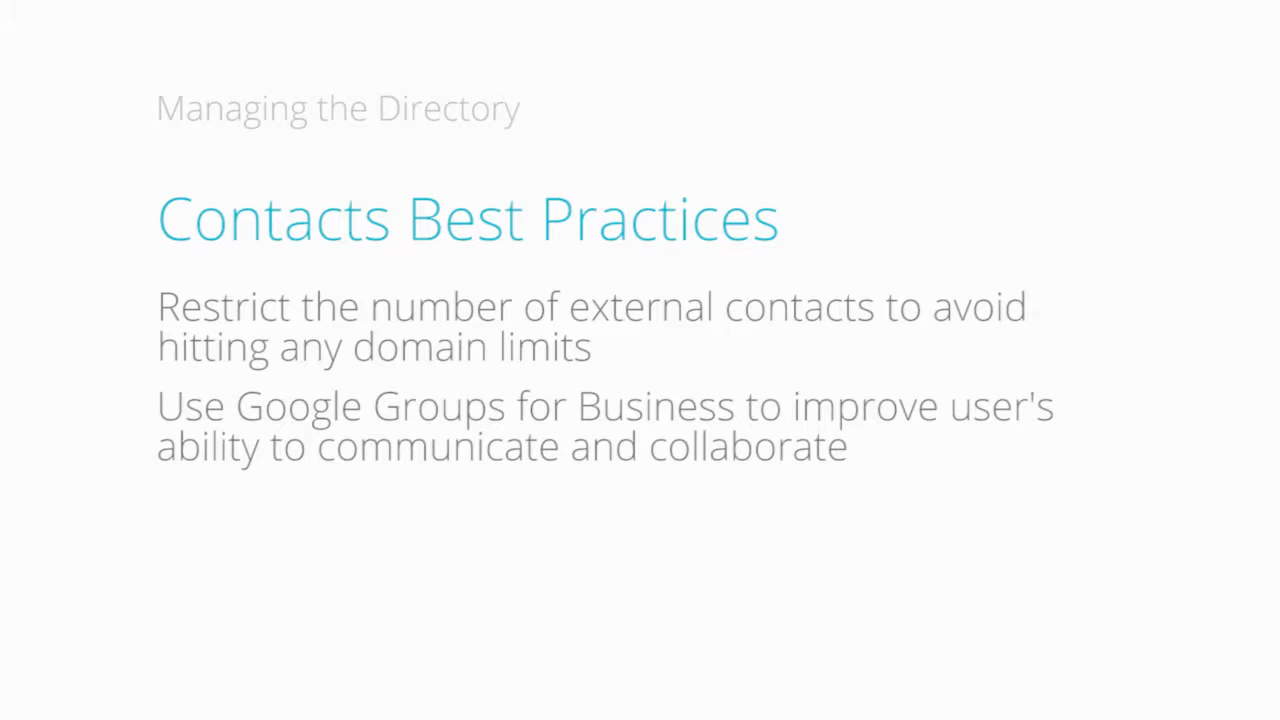 Managing the Directory
Contacts Best Practices
Restrict the number of external contacts to avoid
hitting any domain limits
Use Google Groups for Business to improve user's
ability to communicate and collaborate